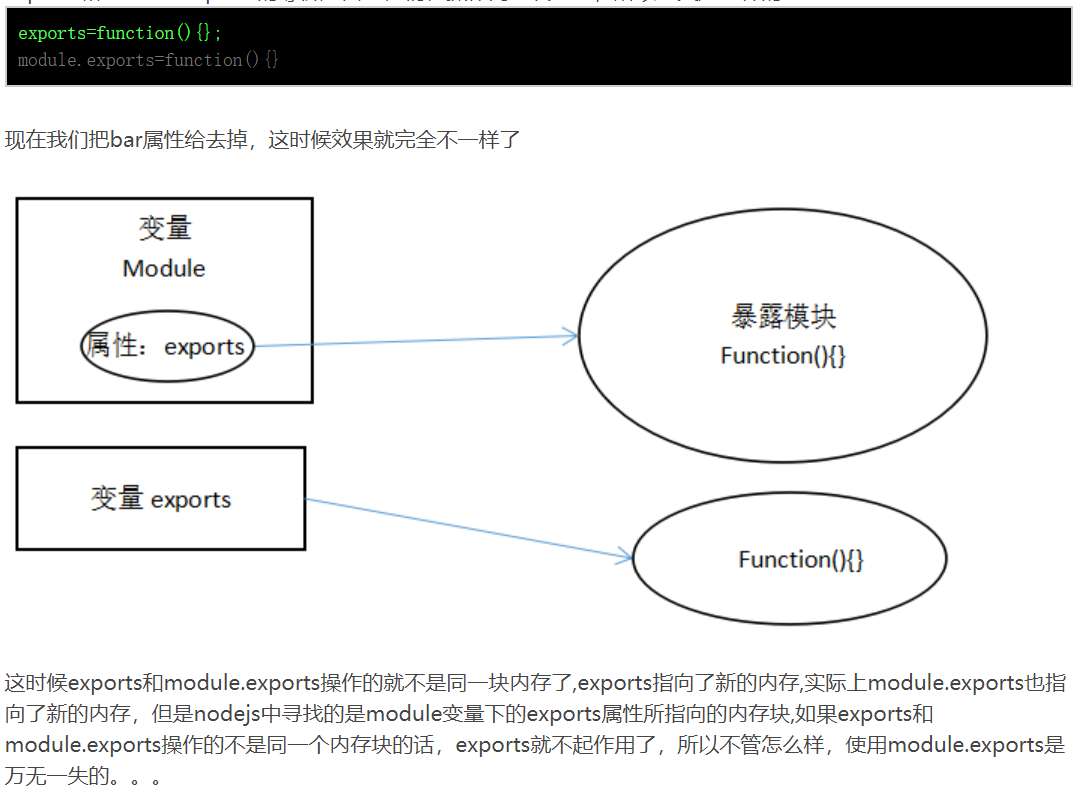 exports=function(){};
module.exports=function(){}
现在我们把bar属性给去掉，这时候效果就完全不一样了
变量
Module
属性：exports
暴露模块
Function(){}
变量 exports
Function(){}
这时候exports和module.exports操作的就不是同一块内存了,exports指向了新的内存,实际上module.exports也指
向了新的内存，但是nodejs中寻找的是module变量下的exports属性所指向的内存块,如果exports和
module.exports操作的不是同一个内存块的话，exports就不起作用了，所以不管怎么样，使用module.exports是
万无一失的。。。